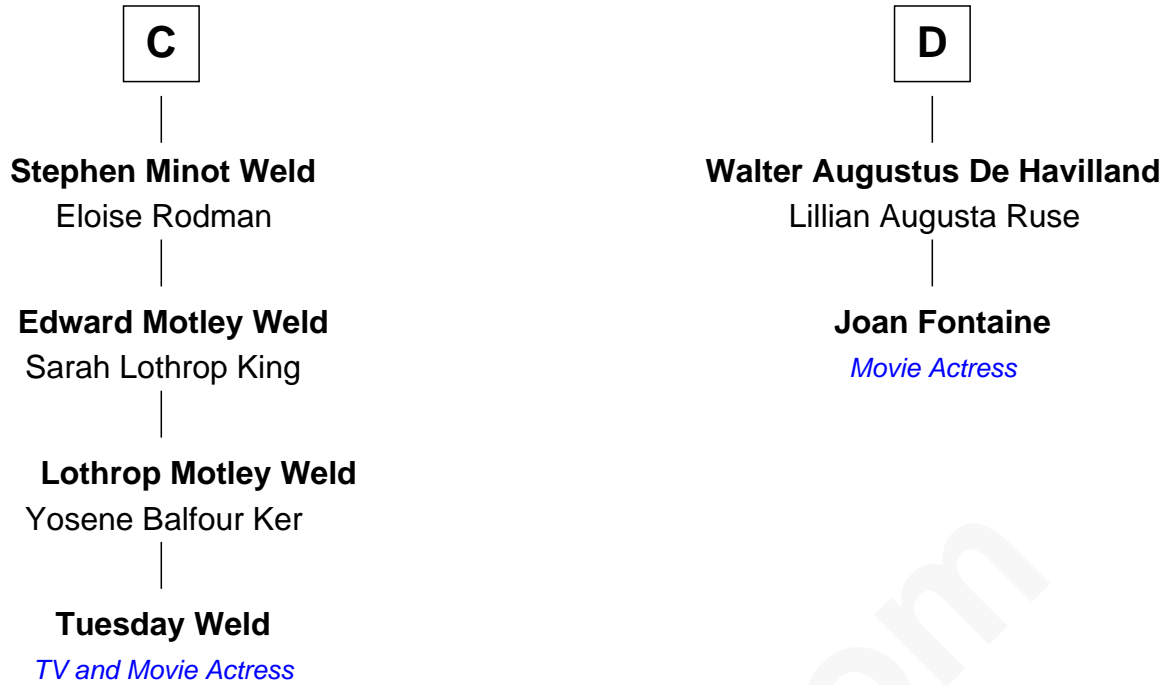 C
Stephen Minot Weld
Eloise Rodman
Edward Motley Weld
Sarah Lothrop King
Lothrop Motley Weld
Yosene Balfour Ker
Tuesday Weld
TV and Movie Actress
D
Walter Augustus De Havilland
Lillian Augusta Ruse
Joan Fontaine
Movie Actress
om